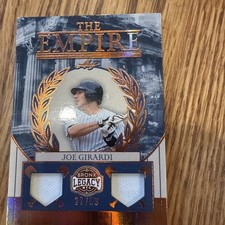 THE
EMPIRE
JOE GIRARDI
BRONX
LEGACY